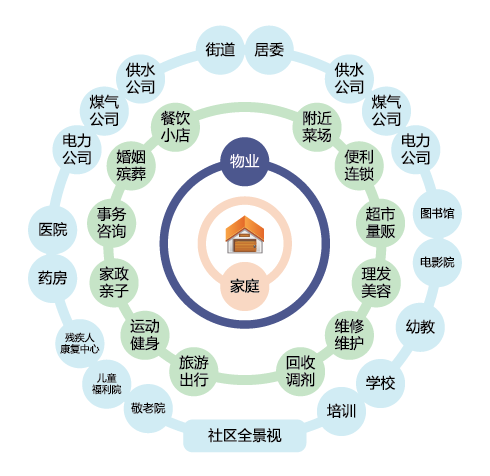 街道
居委
供水
公司
供水
公司
煤气
公司
煤气
公司
电力
公司
电力
公司
餐饮
小店
附近
菜场
婚姻
殡葬
物业
便利
连锁
医院
事务
咨询
超市
量贩
图书馆
药房
家政
亲子
家庭
理发
美容
电影院
残疾人
康复中心
运动
健身
维修
维护
幼教
儿童
福利院
旅游
出行
回收
调剂
学校
敬老院
培训
社区全景视